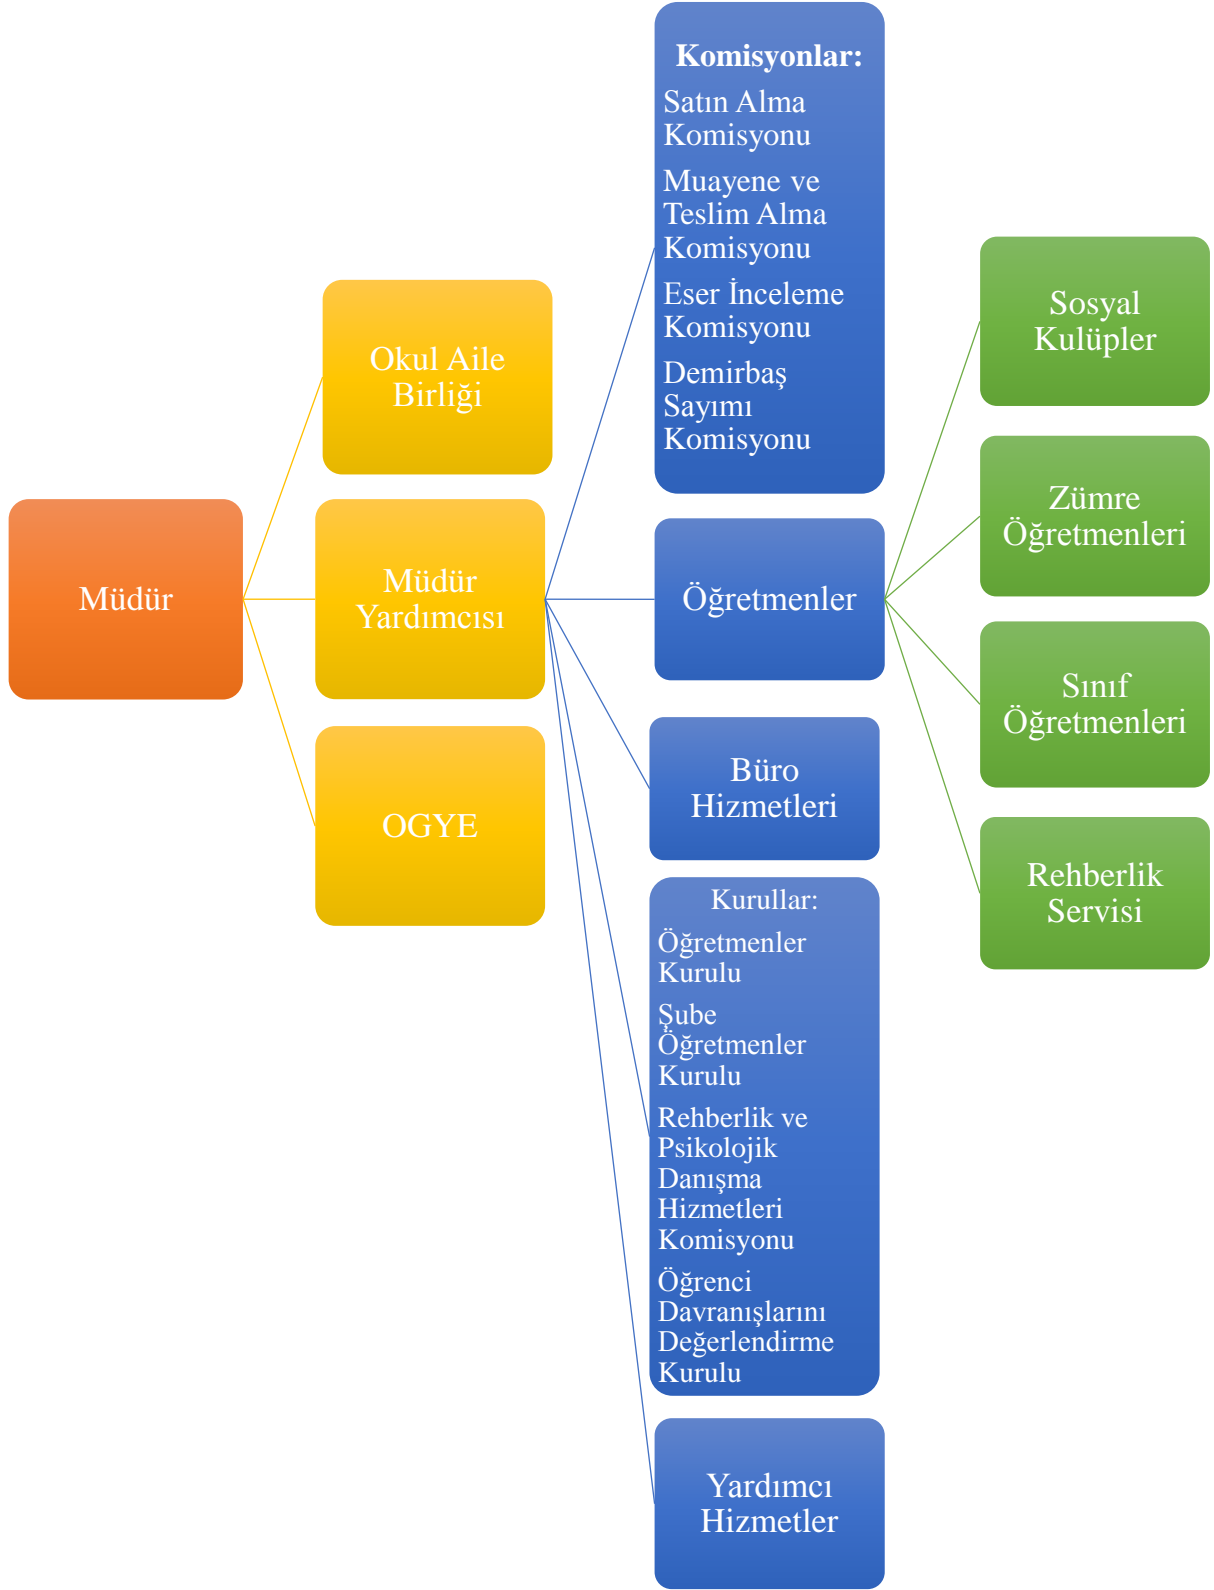 Müdür
Okul Aile
Birliği
Müdür
Yardımcısı
OGYE
Komisyonlar:
Satın Alma
Komisyonu
Muayene ve
Teslim Alma
Komisyonu
Eser İnceleme
Komisyonu
Demirbaş
Sayımı
Komisyonu
Öğretmenler
Büro
Hizmetleri
Kurullar:
Öğretmenler
Kurulu
Şube
Öğretmenler
Kurulu
Rehberlik ve
Psikolojik
Danışma
Hizmetleri
Komisyonu
Öğrenci
Davranışlarını
Değerlendirme
Kurulu
Yardımcı
Hizmetler
Sosyal
Kulüpler
Zümre
Öğretmenleri
Sınıf
Öğretmenleri
Rehberlik
Servisi